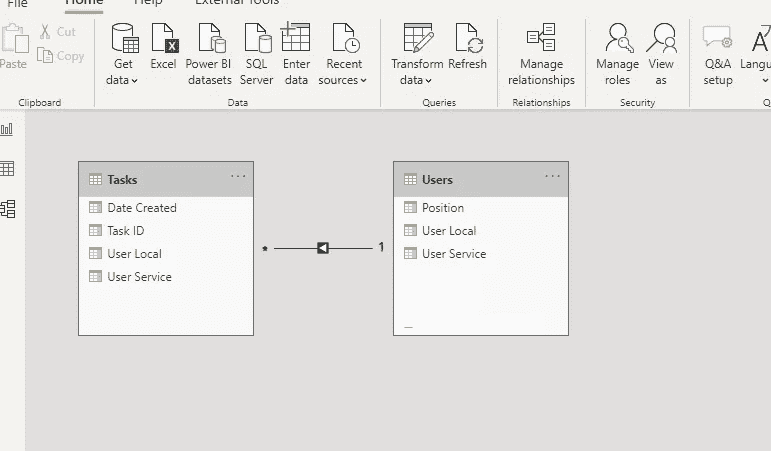 File Home Help External Tools
Cut
Paste Copy
Get data Excel Power BI datasets SQL Server Enter data Recent sources Transform data Refresh Manage relationships Manage roles View as Q&A setup
Clipboard Data Queries Relationships Security
Tasks ...
Date Created
Task ID
User Local
User Service
* 1
Users ...
Position
User Local
User Service